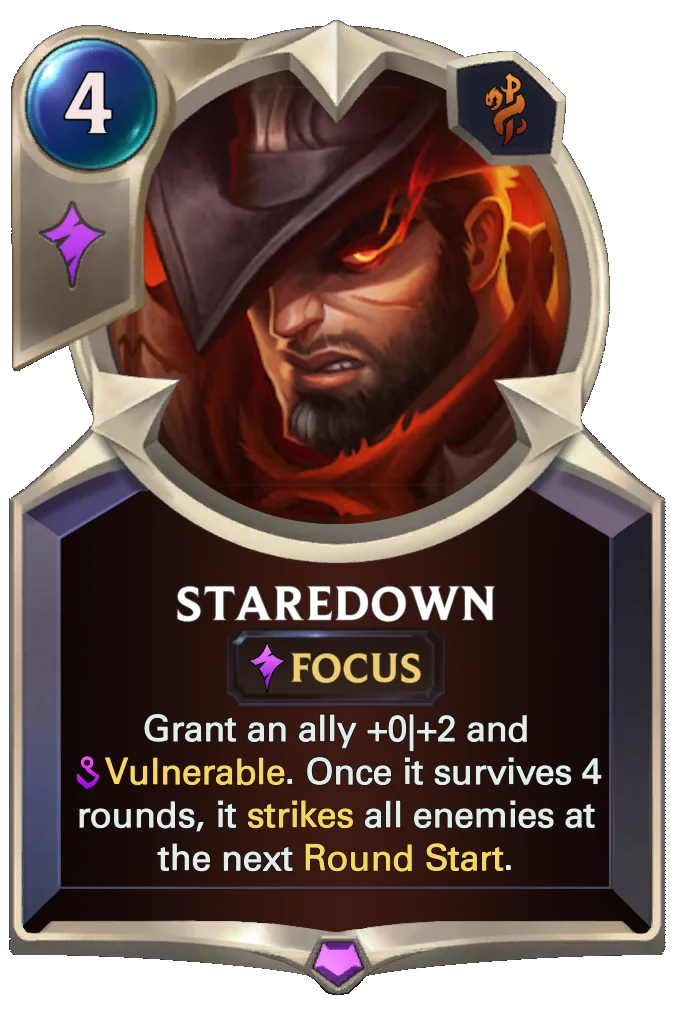 4
STAREDOWN
FOCUS
Grant an ally +0|+2 and
Vulnerable. Once it survives 4
rounds, it strikes all enemies at
the next Round Start.